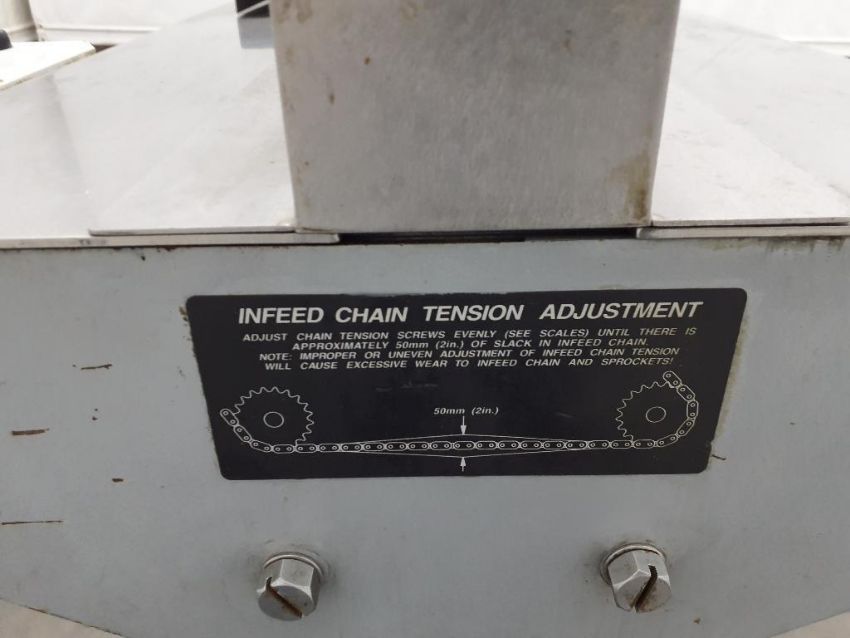 INFEED CHAIN TENSION ADJUSTMENT
ADJUST CHAIN TENSION SCREWS EVENLY (SEE SCALES) UNTIL THERE IS
APPROXIMATELY 50mm (2in.) OF SLACK IN INFEED CHAIN.
NOTE: IMPROPER OR UNEVEN ADJUSTMENT OF INFEED CHAIN TENSION
WILL CAUSE EXCESSIVE WEAR TO INFEED CHAIN AND SPROCKETS!
50mm (2in.)